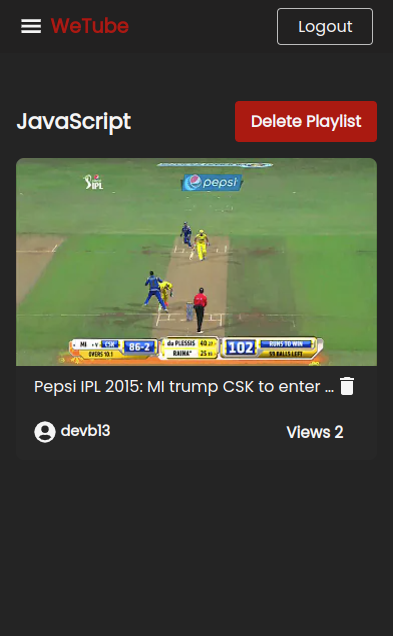 WeTube
Logout
JavaScript
Delete Playlist
IPL
pepsi
MI v CSK
86-2
OVERS 10.1
da PLESSIS 40
RAINA* 25
102
RUNS TO WIN
59 BALLS LEFT
Pepsi IPL 2015: MI trump CSK to enter ...
devb13
Views 2